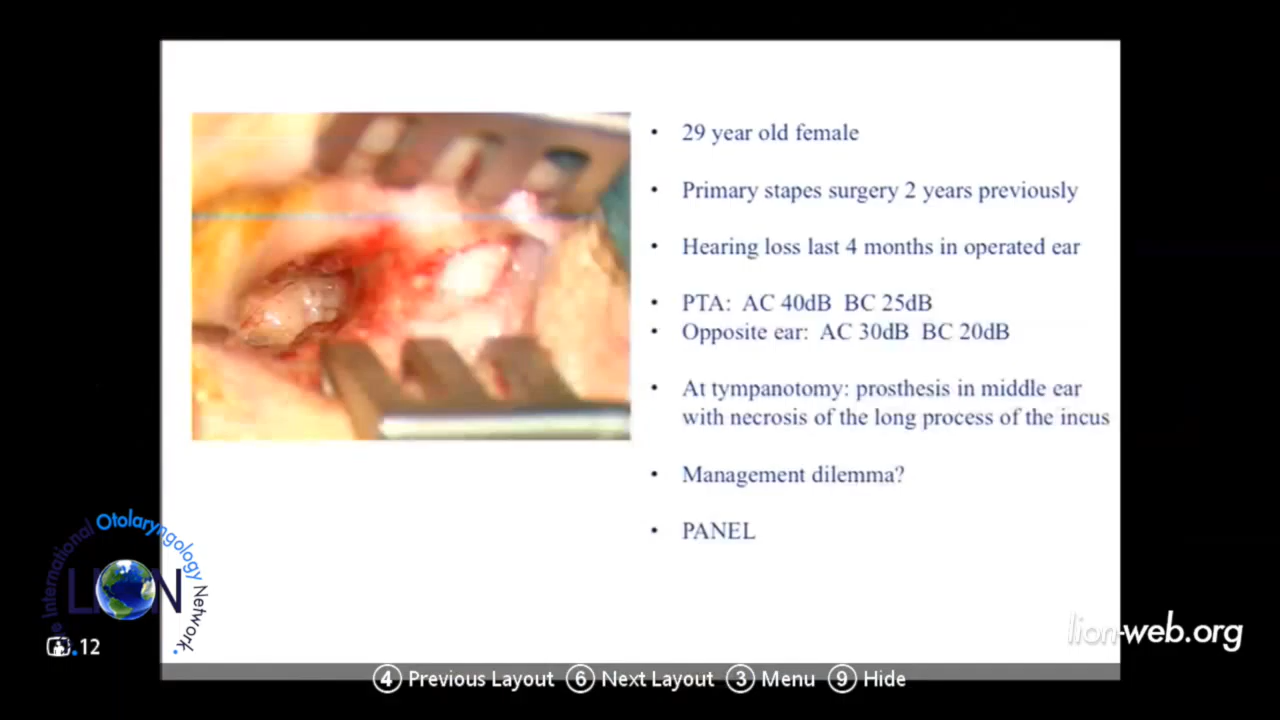 • 29 year old female
• Primary stapes surgery 2 years previously
• Hearing loss last 4 months in operated ear
• PTA: AC 40dB BC 25dB
• Opposite ear: AC 30dB BC 20dB
• At tympanotomy: prosthesis in middle ear
with necrosis of the long process of the incus
• Management dilemma?
• PANEL
International Otolaryngology Network.
LION
.12
lion-web.org
4 Previous Layout 6 Next Layout 3 Menu 9 Hide